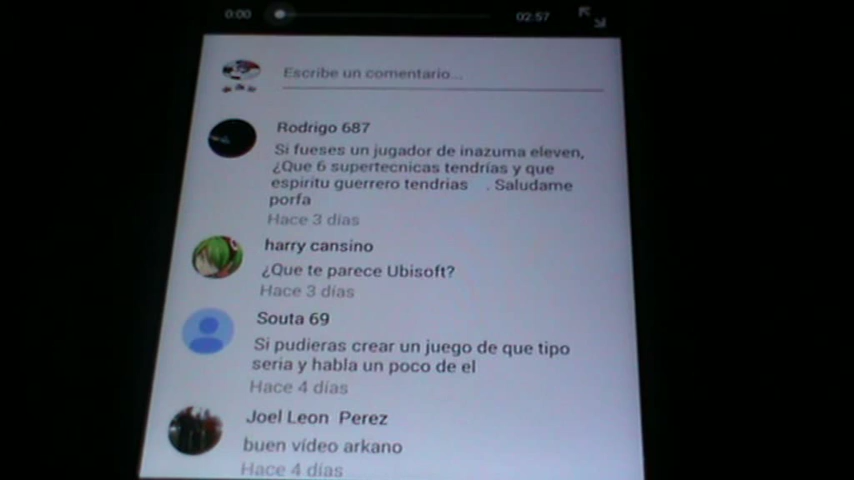 0:00
02:57
Escribe un comentario...
Rodrigo 687
Si fueses un jugador de inazuma eleven,
¿Que 6 supertecnicas tendrías y que
espiritu guerrero tendrias . Saludame
porfa
Hace 3 días
harry cansino
¿Que te parece Ubisoft?
Hace 3 días
Souta 69
Si pudieras crear un juego de que tipo
seria y habla un poco de el
Hace 4 días
Joel Leon Perez
buen vídeo arkano
Hace 4 días